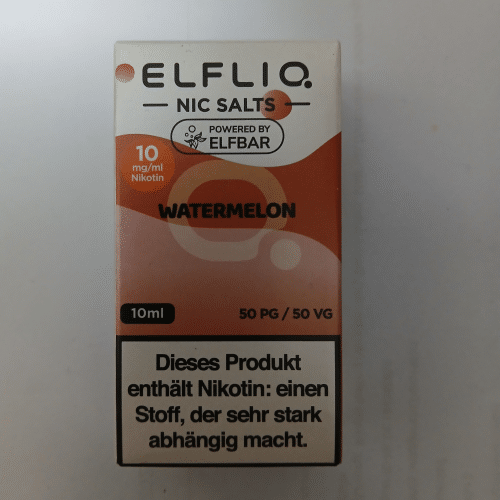 ELFLIQ
NIC SALTS
POWERED BY
ELFBAR
10
mg/ml
Nikotin
WATERMELON
10ml
50 PG / 50 VG
Dieses Produkt
enthält Nikotin: einen
Stoff, der sehr stark
abhängig macht.